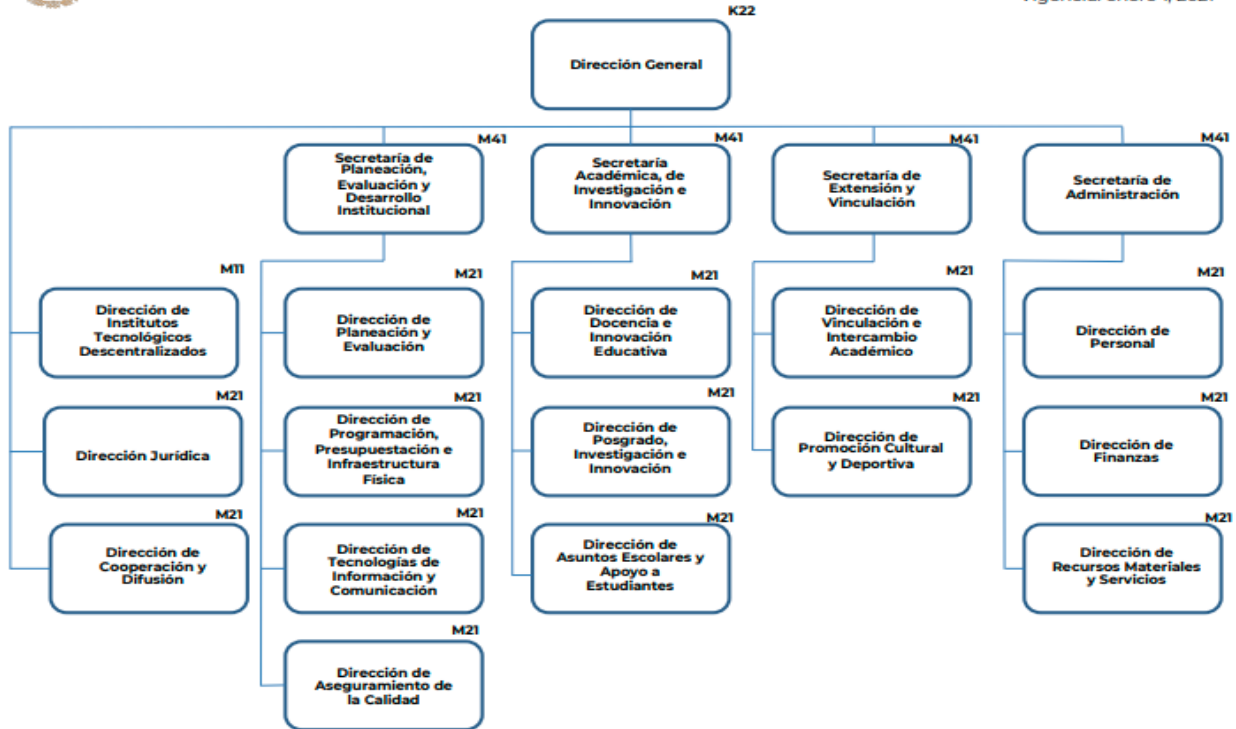 K22
Dirección General
M41
Secretaría de
Planeación,
Evaluación y
Desarrollo
Institucional
M41
Secretaría
Académica, de
Investigación e
Innovación
M41
Secretaría de
Extensión y
Vinculación
M41
Secretaría de
Administración
M11
Dirección de
Institutos
Tecnológicos
Descentralizados
M21
Dirección de
Planeación y
Evaluación
M21
Dirección de
Docencia e
Innovación
Educativa
M21
Dirección de
Vinculación e
Intercambio
Académico
M21
Dirección de
Personal
M21
Dirección Jurídica
M21
Dirección de
Programación,
Presupuestación e
Infraestructura
Física
M21
Dirección de
Posgrado,
Investigación e
Innovación
M21
Dirección de
Promoción Cultural
y Deportiva
M21
Dirección de
Finanzas
M21
Dirección de
Cooperación y
Difusión
M21
Dirección de
Tecnologías de
Información y
Comunicación
M21
Dirección de
Asuntos Escolares y
Apoyo a
Estudiantes
M21
Dirección de
Recursos Materiales
y Servicios
M21
Dirección de
Aseguramiento de
la Calidad